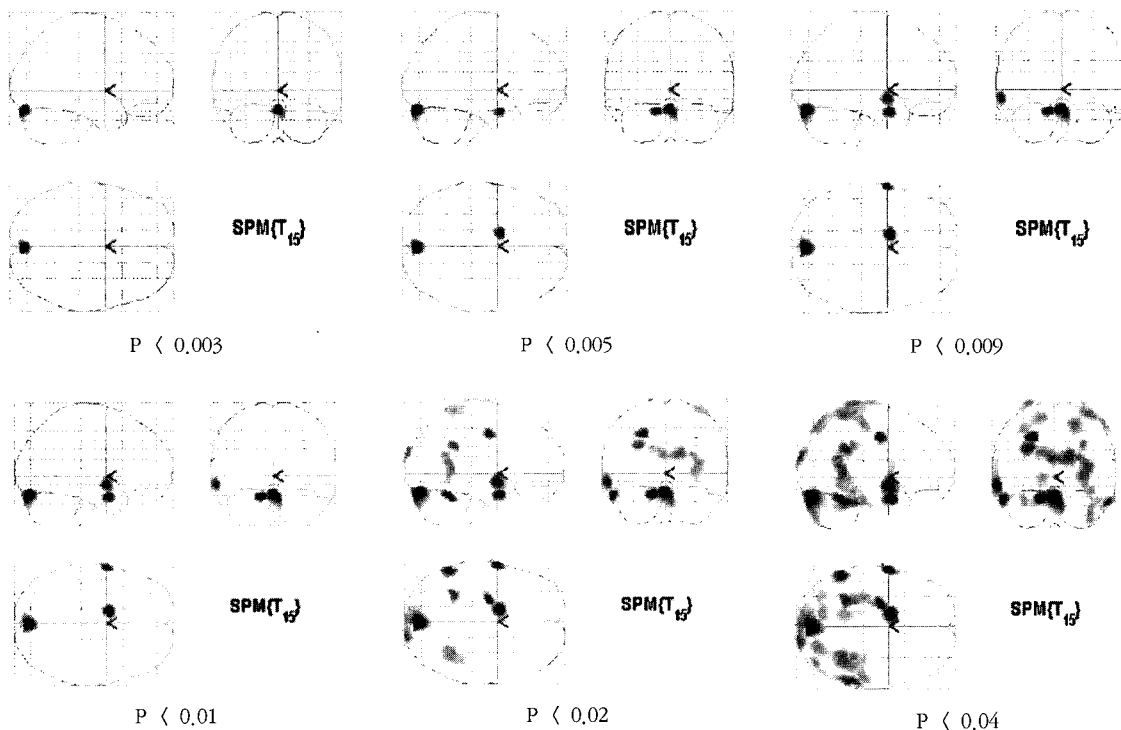 SPM{T15}
SPM{T15}
SPM{T15}
P < 0.003
P < 0.005
P < 0.009
SPM{T15}
SPM{T15}
SPM{T15}
P < 0.01
P < 0.02
P < 0.04